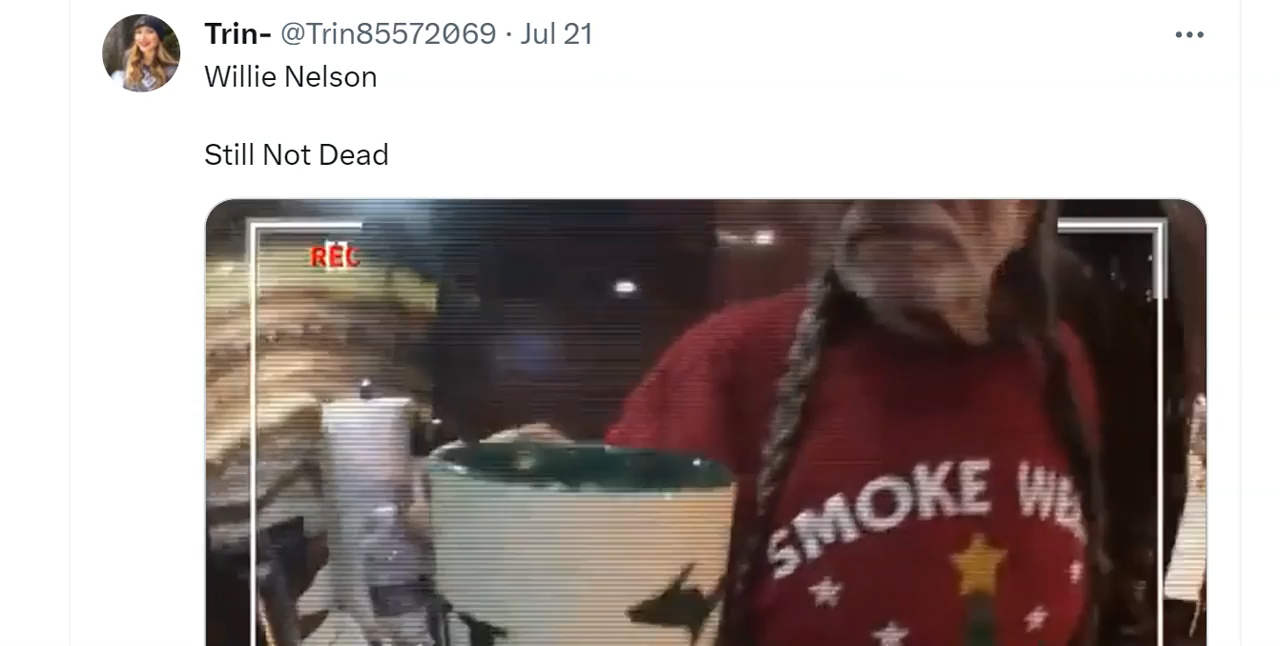 Trin- @Trin85572069 · Jul 21
Willie Nelson
Still Not Dead
REC
SMOKE